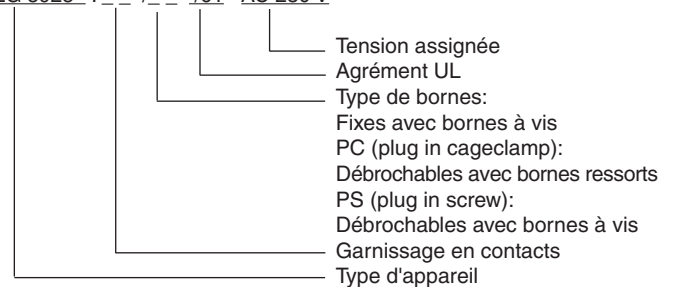 Tension assignée
Agrément UL
Type de bornes:
Fixes avec bornes à vis
PC (plug in cageclamp):
Débrochables avec bornes ressorts
PS (plug in screw):
Débrochables avec bornes à vis
Garnissage en contacts
Type d'appareil